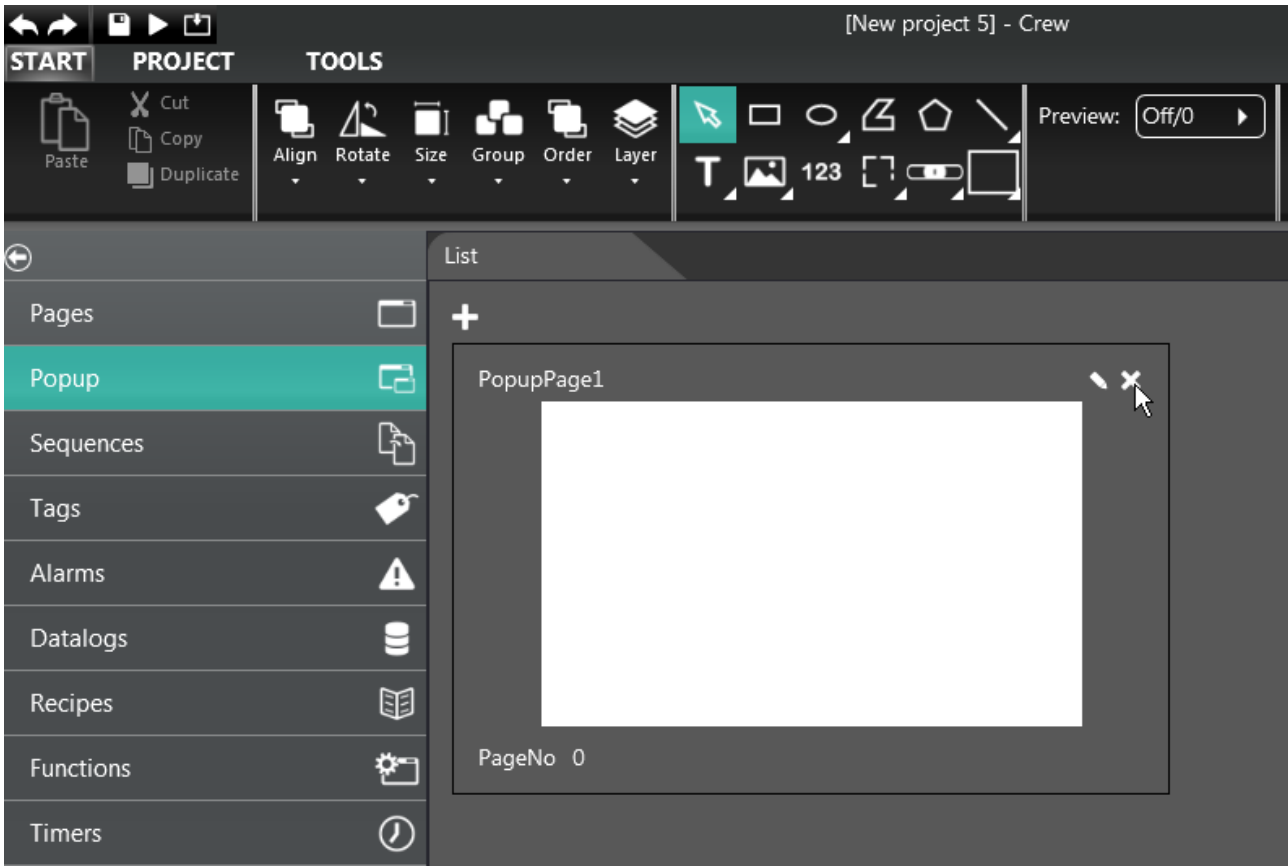 [New project 5] - Crew
START PROJECT TOOLS
Paste
Cut
Copy
Duplicate
Align Rotate Size Group Order Layer
T
123
Preview: Off/0
List
Pages
Popup
Sequences
Tags
Alarms
Datalogs
Recipes
Functions
Timers
PopupPage1
PageNo 0